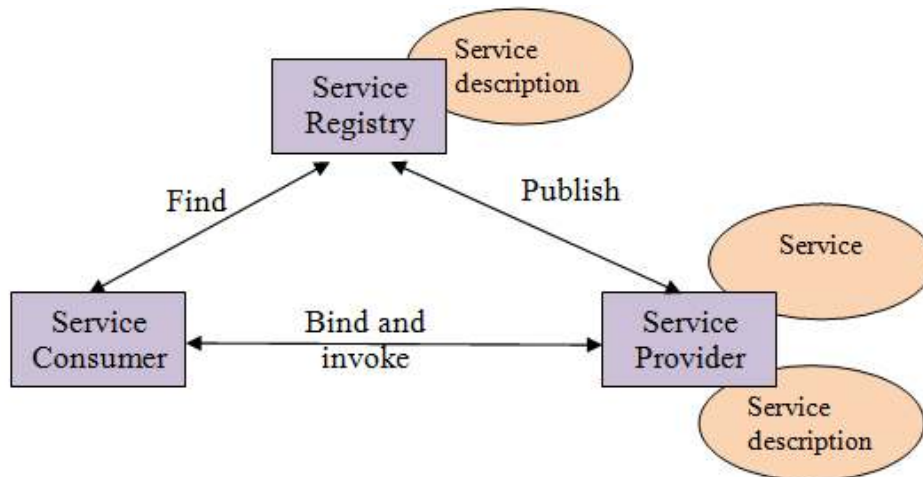 Service
description
Service
Registry
Find
Publish
Service
Service
Consumer
Bind and
invoke
Service
Provider
Service
description